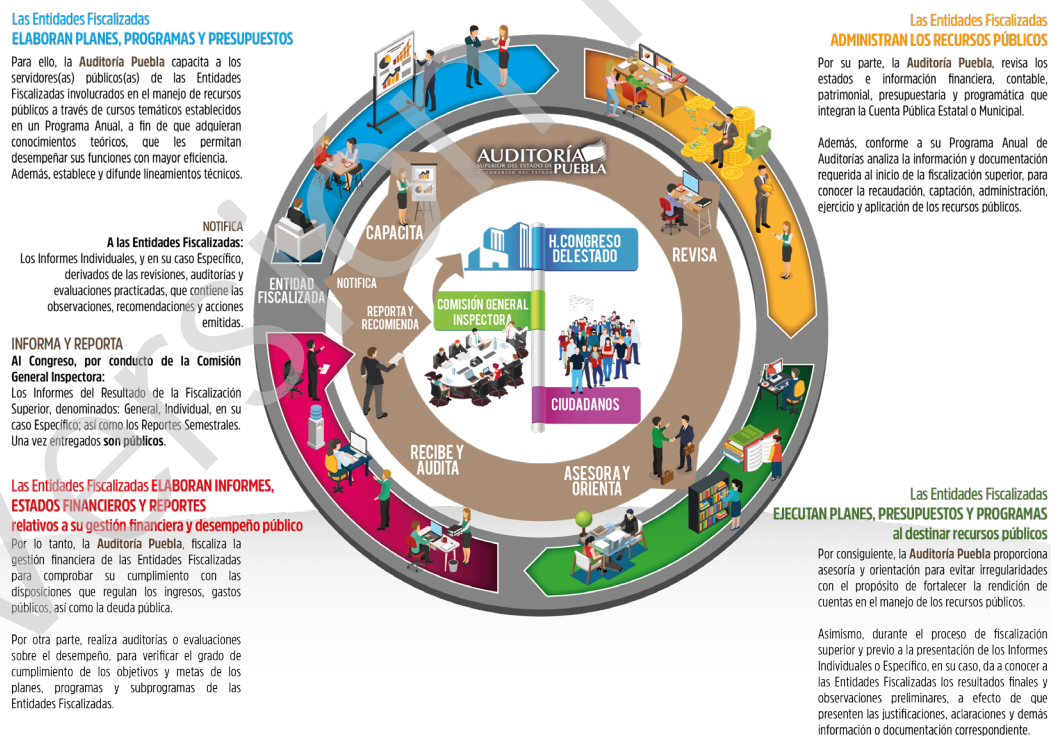 Las Entidades Fiscalizadas
ELABORAN PLANES, PROGRAMAS Y PRESUPUESTOS
Para ello, la Auditoría Puebla capacita a los
servidores(as) públicos(as) de las Entidades
Fiscalizadas involucrados en el manejo de recursos
públicos a través de cursos temáticos establecidos
en un Programa Anual, a fin de que adquieran
conocimientos teóricos, que les permitan
desempeñar sus funciones con mayor eficiencia.
Además, establece y difunde lineamientos técnicos.
NOTIFICA
A las Entidades Fiscalizadas:
Los Informes Individuales, y en su caso Específico,
derivados de las revisiones, auditorías y
evaluaciones practicadas, que contiene las
observaciones, recomendaciones y acciones
emitidas.
INFORMA Y REPORTA
Al Congreso, por conducto de la Comisión
General Inspectora:
Los Informes del Resultado de la Fiscalización
Superior, denominados: General, Individual, en su
caso Específico; así como los Reportes Semestrales.
Una vez entregados son públicos.
Las Entidades Fiscalizadas ELABORAN INFORMES,
ESTADOS FINANCIEROS Y REPORTES
relativos a su gestión financiera y desempeño público
Por lo tanto, la Auditoría Puebla, fiscaliza la
gestión financiera de las Entidades Fiscalizadas
para comprobar su cumplimiento con las
disposiciones que regulan los ingresos, gastos
públicos, así como la deuda pública.
Por otra parte, realiza auditorías o evaluaciones
sobre el desempeño, para verificar el grado de
cumplimiento de los objetivos y metas de los
planes, programas y subprogramas de las
Entidades Fiscalizadas.
AUDITORÍA
SUPERIOR DEL ESTADO DE PUEBLA
H. CONGRESO DEL ESTADO
CAPACITA
REVISA
ENTIDAD
FISCALIZADA
NOTIFICA
REPORTA Y
RECOMIENDA
H. CONGRESO
DEL ESTADO
COMISIÓN GENERAL
INSPECTORA
CIUDADANOS
RECIBE Y
AUDITA
ASESORA Y
ORIENTA
Las Entidades Fiscalizadas
ADMINISTRAN LOS RECURSOS PÚBLICOS
Por su parte, la Auditoría Puebla, revisa los
estados e información financiera, contable,
patrimonial, presupuestaria y programática que
integran la Cuenta Pública Estatal o Municipal.
Además, conforme a su Programa Anual de
Auditorías analiza la información y documentación
requerida al inicio de la fiscalización superior, para
conocer la recaudación, captación, administración,
ejercicio y aplicación de los recursos públicos.
Las Entidades Fiscalizadas
EJECUTAN PLANES, PRESUPUESTOS Y PROGRAMAS
al destinar recursos públicos
Por consiguiente, la Auditoría Puebla proporciona
asesoría y orientación para evitar irregularidades
con el propósito de fortalecer la rendición de
cuentas en el manejo de los recursos públicos.
Asimismo, durante el proceso de fiscalización
superior y previo a la presentación de los Informes
Individuales o Específico, en su caso, da a conocer a
las Entidades Fiscalizadas los resultados finales y
observaciones preliminares, a efecto de que
presenten las justificaciones, aclaraciones y demás
información o documentación correspondiente.
Versión